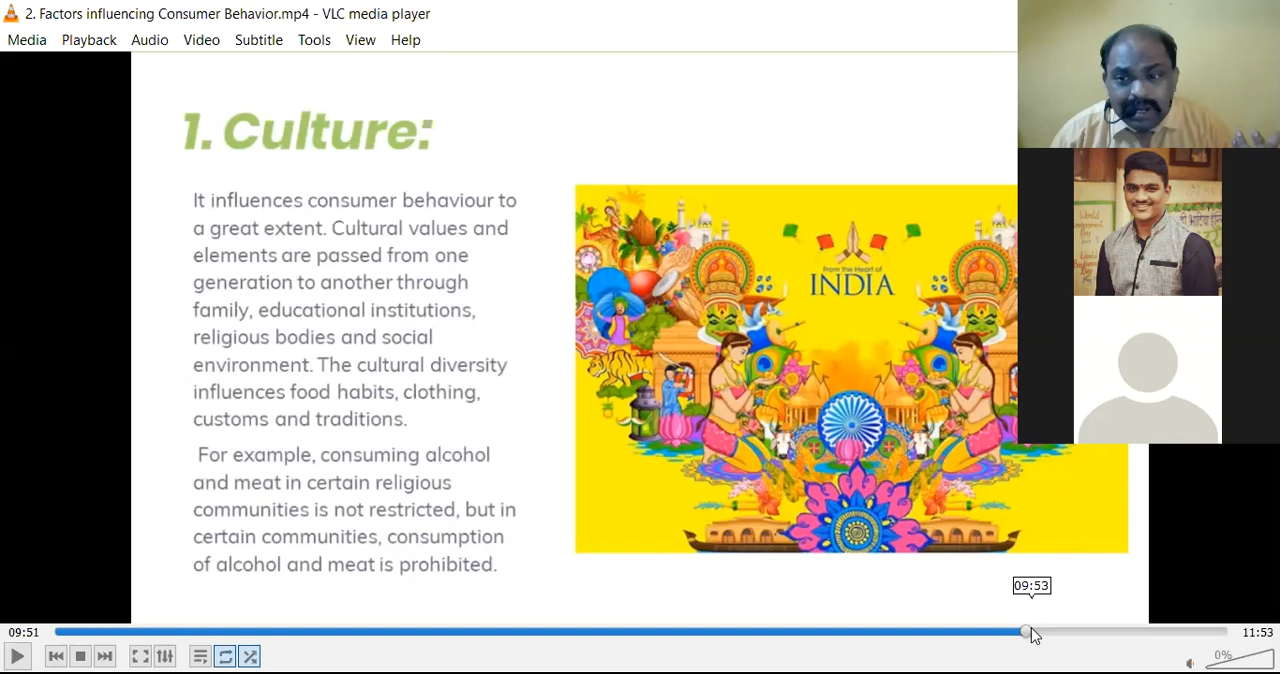 2. Factors influencing Consumer Behavior.mp4 - VLC media player
Media Playback Audio Video Subtitle Tools View Help
1. Culture:
It influences consumer behaviour to
a great extent. Cultural values and
elements are passed from one
generation to another through
family, educational institutions,
religious bodies and social
environment. The cultural diversity
influences food habits, clothing,
customs and traditions.
For example, consuming alcohol
and meat in certain religious
communities is not restricted, but in
certain communities, consumption
of alcohol and meat is prohibited.
From the Heart of
INDIA
World
09:53
09:51
11:53
0%